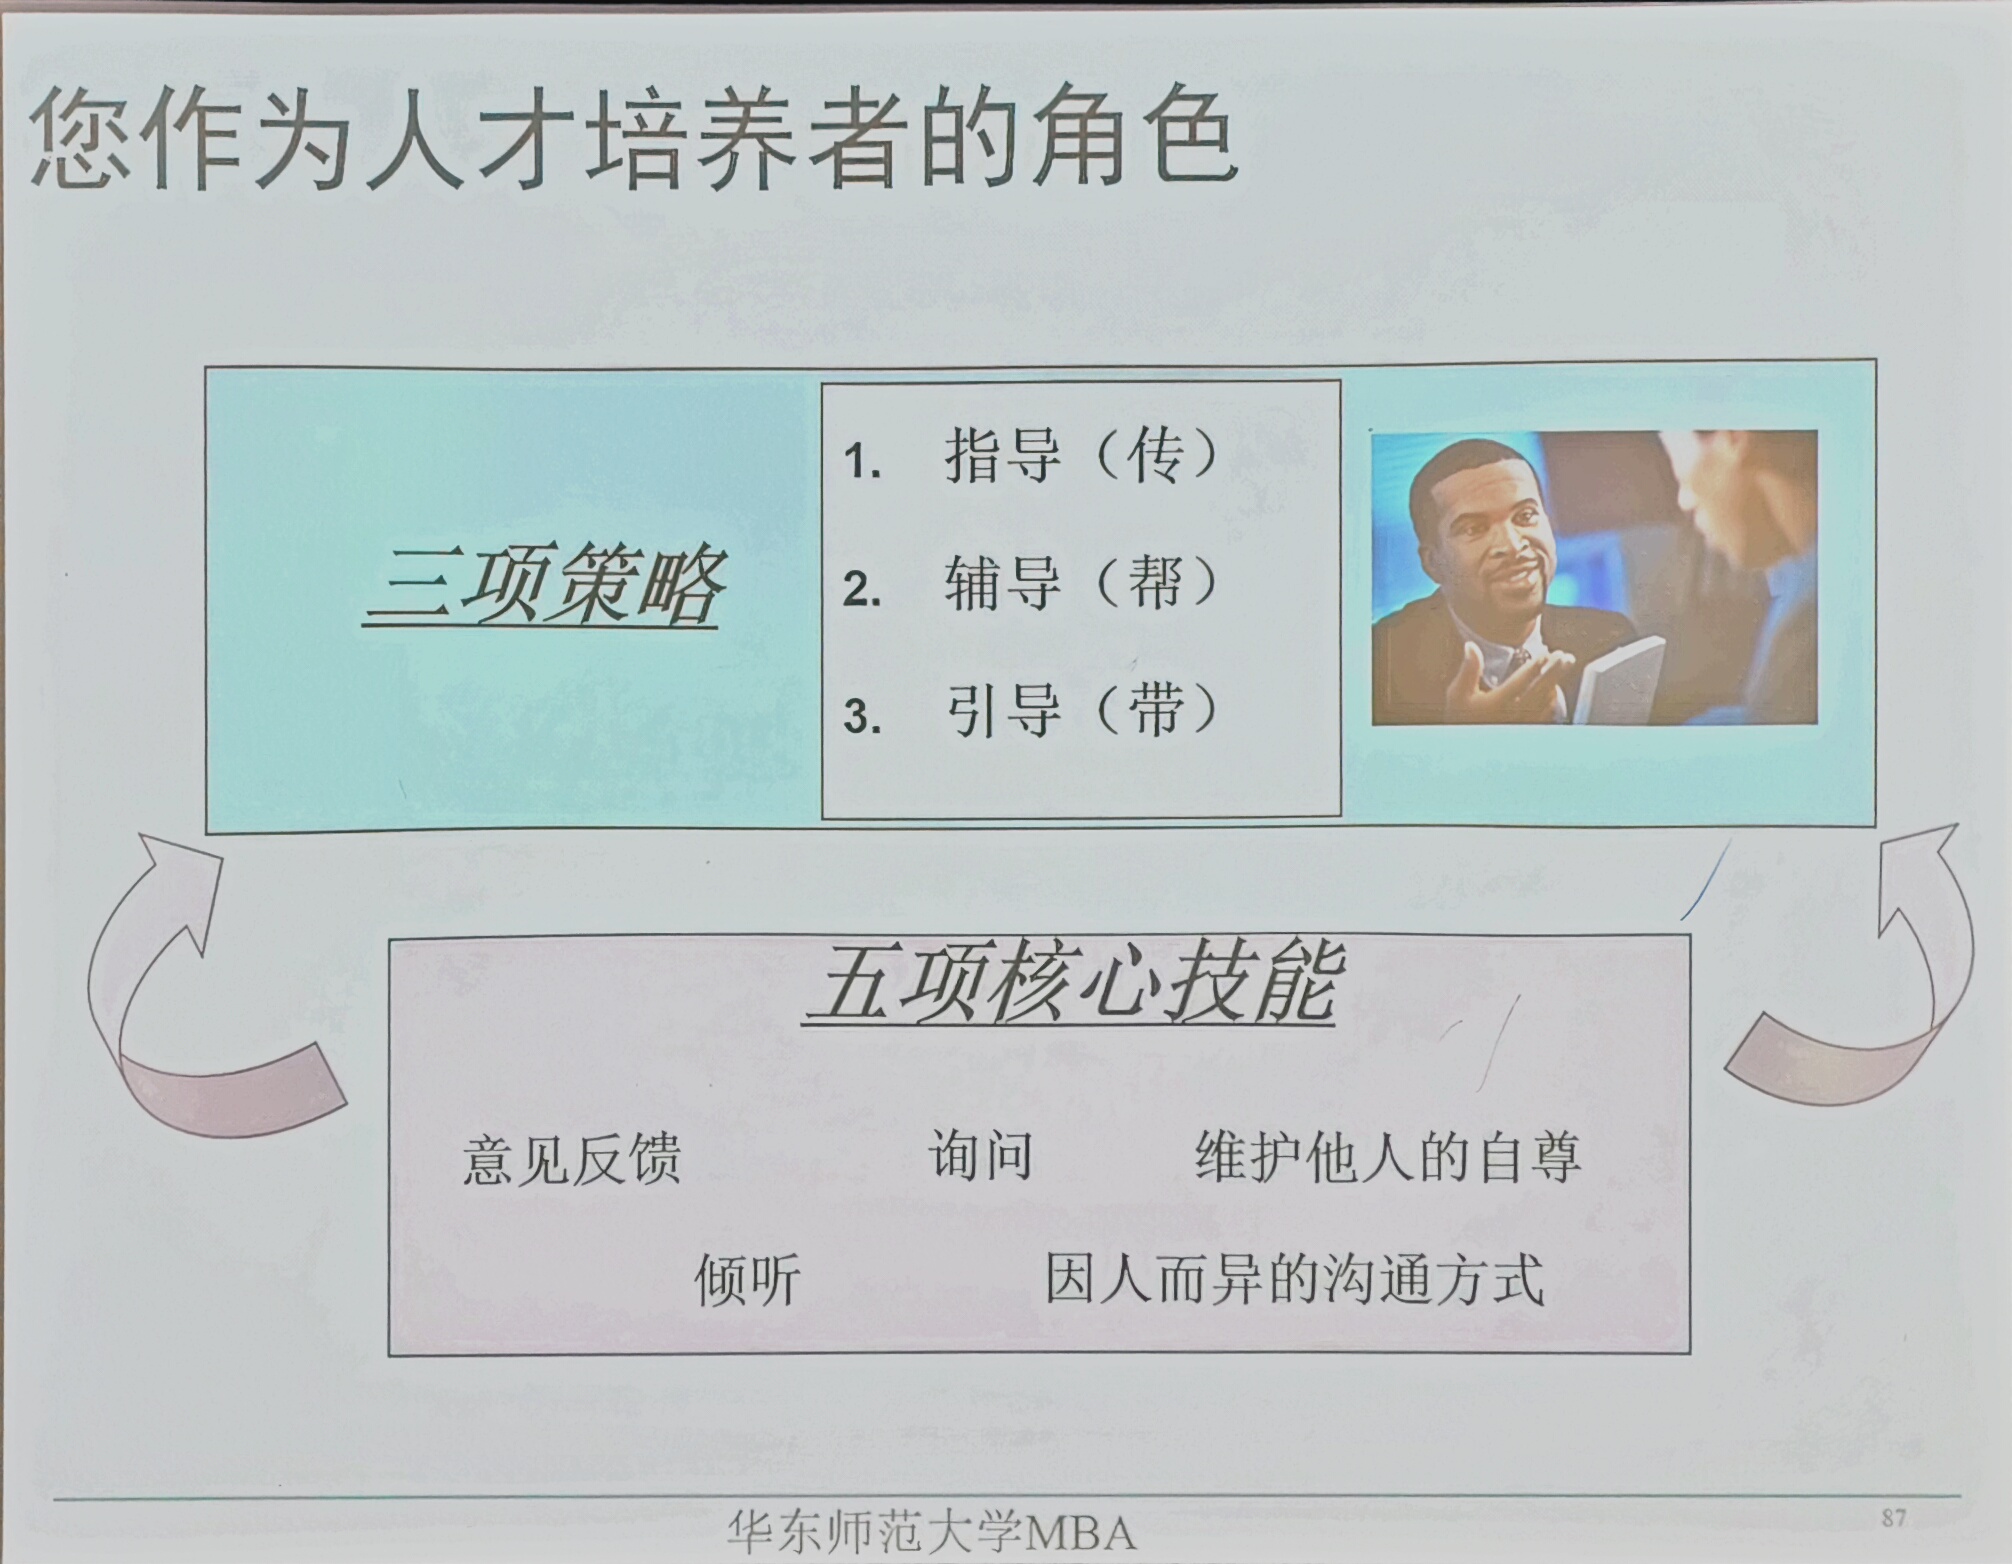 您作为人才培养者的角色
三项策略
1. 指导（传）
2. 辅导（帮）
3. 引导（带）
五项核心技能
意见反馈 询问 维护他人的自尊
倾听 因人而异的沟通方式
华东师范大学MBA
87